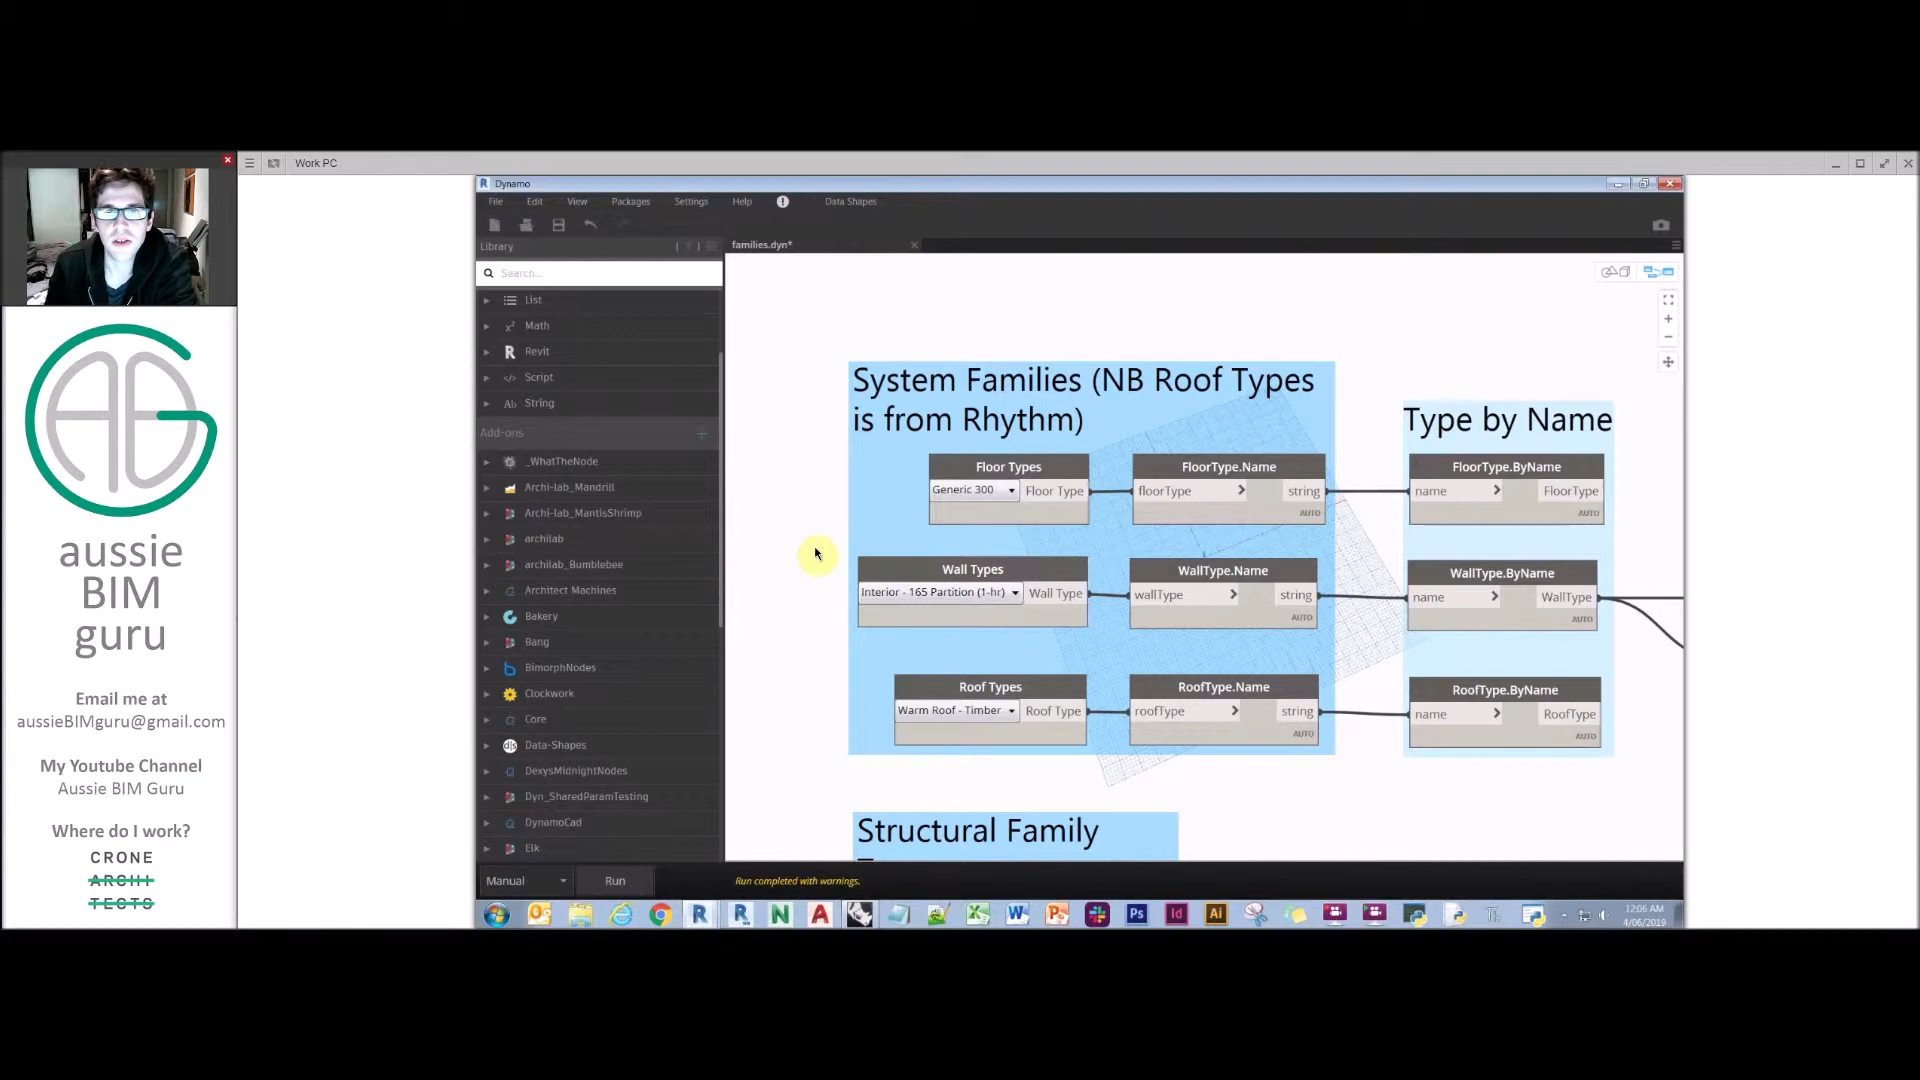 Work PC
Dynamo
File Edit View Packages Settings Help Data Shapes
Library
families.dyn*
Search...
List
Math
Revit
Script
String
Add-ons
_WhatTheNode
Archi-lab_Mandrill
Archi-lab_MantisShrimp
archilab
archilab_Bumblebee
Architect Machines
Bakery
Bang
BimorphNodes
Clockwork
Core
Data-Shapes
DexysMidnightNodes
Dyn_SharedParamTesting
DynamoCad
Elk
System Families (NB Roof Types
is from Rhythm)
Floor Types
Generic 300 Floor Type
FloorType.Name
floorType > string
AUTO
Wall Types
Interior - 165 Partition (1-hr) Wall Type
WallType.Name
wallType > string
AUTO
Roof Types
Warm Roof - Timber Roof Type
RoofType.Name
roofType > string
AUTO
Type by Name
FloorType.ByName
name > FloorType
AUTO
WallType.ByName
name > WallType
AUTO
RoofType.ByName
name > RoofType
AUTO
Structural Family
Manual Run Run completed with warnings.
12:06 AM
4/06/2019
aussie
BIM
guru
Email me at
aussieBIMguru@gmail.com
My Youtube Channel
Aussie BIM Guru
Where do I work?
CRONE
ARCHI
TECTS